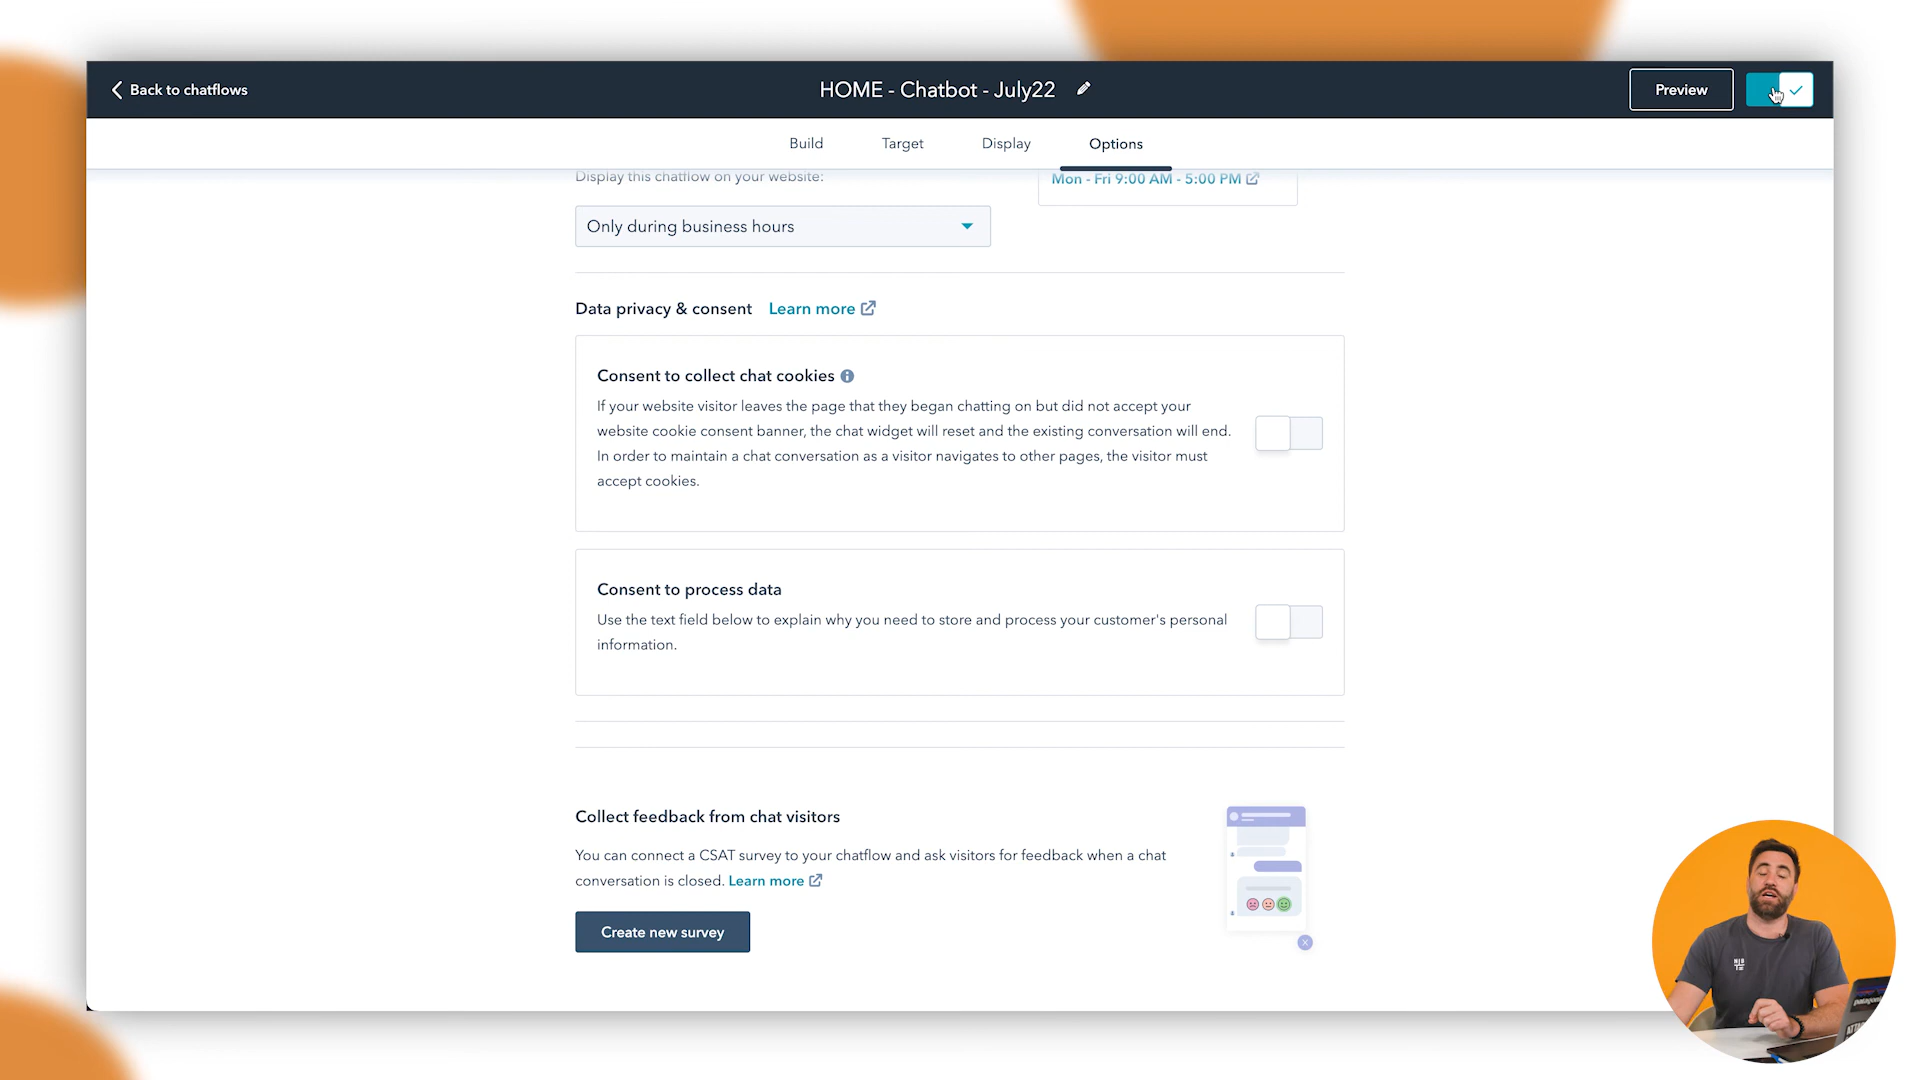 Back to chatflows
HOME - Chatbot - July22
Preview
Build
Target
Display
Options
Display this chatflow on your website:
Mon - Fri 9:00 AM - 5:00 PM
Only during business hours
Data privacy & consent Learn more
Consent to collect chat cookies
If your website visitor leaves the page that they began chatting on but did not accept your
website cookie consent banner, the chat widget will reset and the existing conversation will end.
In order to maintain a chat conversation as a visitor navigates to other pages, the visitor must
accept cookies.
Consent to process data
Use the text field below to explain why you need to store and process your customer's personal
information.
Collect feedback from chat visitors
You can connect a CSAT survey to your chatflow and ask visitors for feedback when a chat
conversation is closed. Learn more
Create new survey